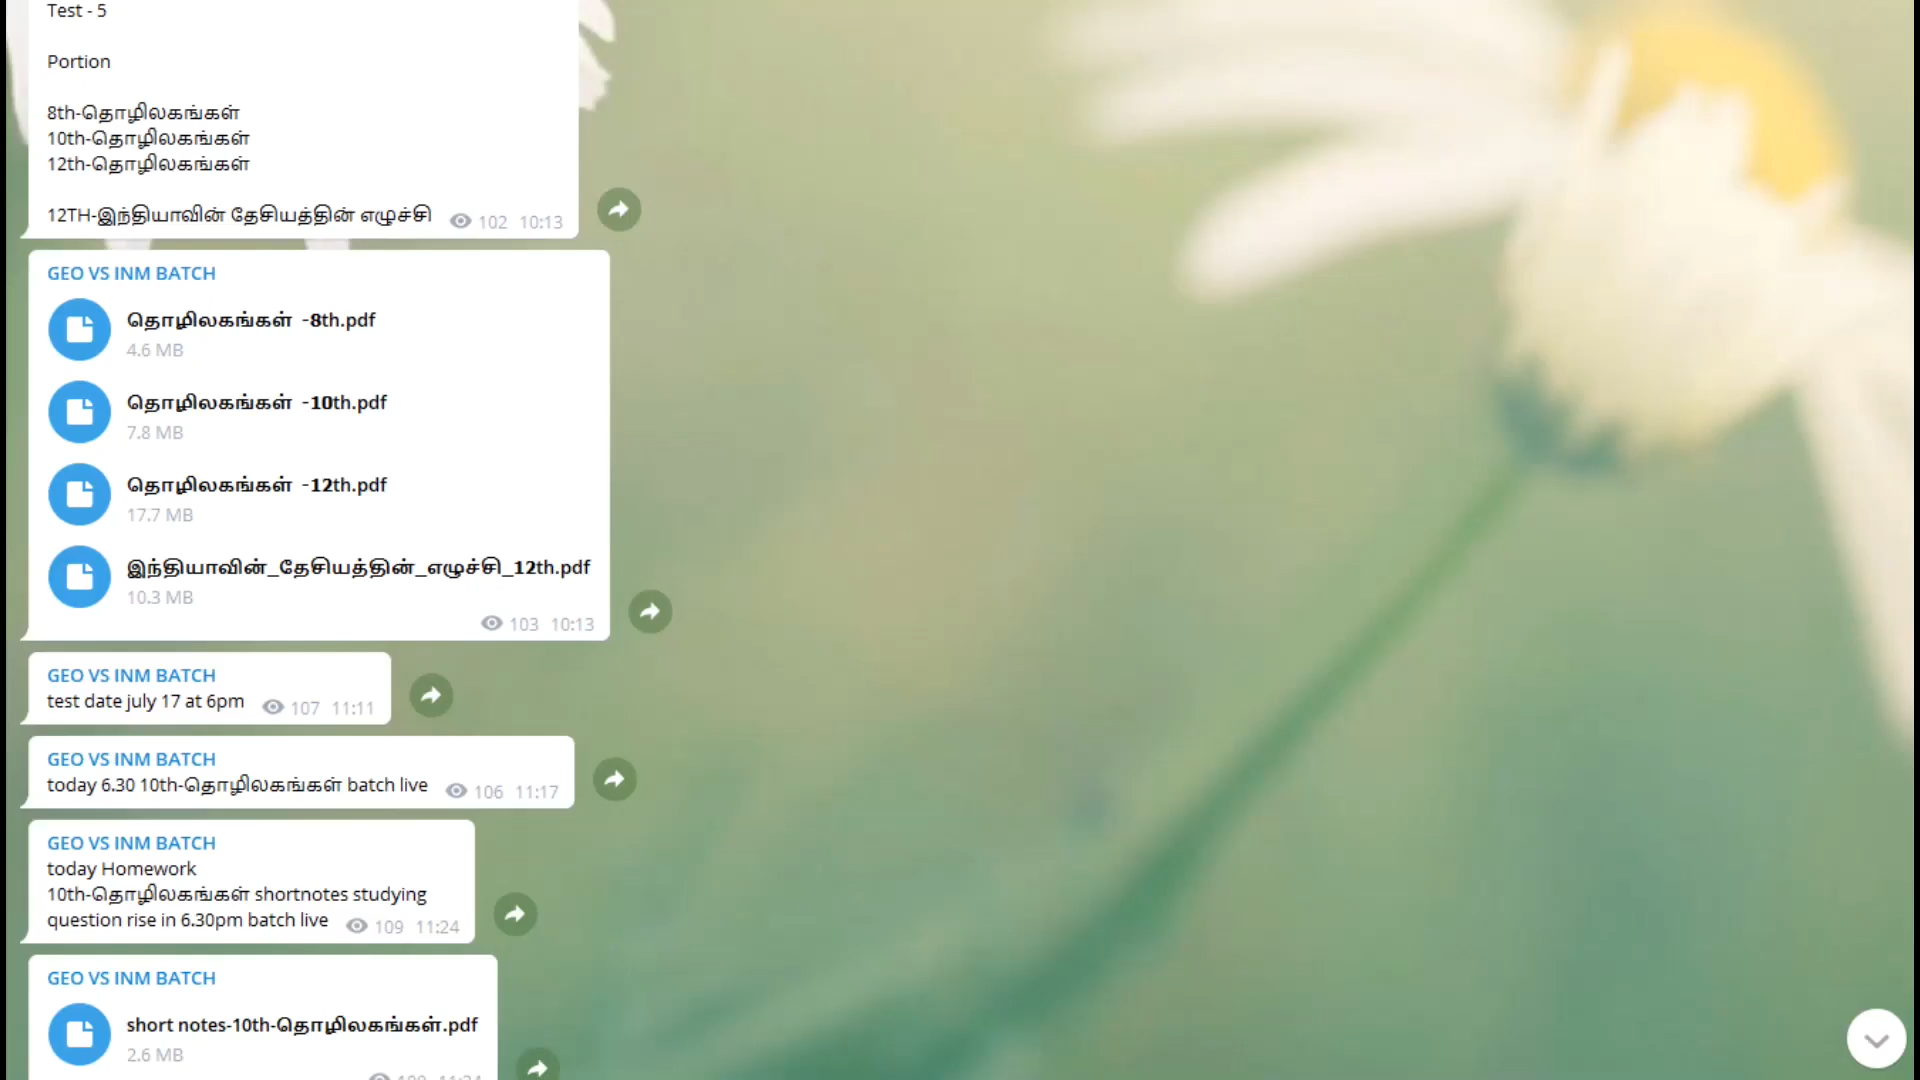 Test - 5
Portion
8th-தொழிலகங்கள்
10th-தொழிலகங்கள்
12th-தொழிலகங்கள்
12TH-இந்தியாவின் தேசியத்தின் எழுச்சி 102 10:13
GEO VS INM BATCH
தொழிலகங்கள் -8th.pdf
4.6 MB
தொழிலகங்கள் -10th.pdf
7.8 MB
தொழிலகங்கள் -12th.pdf
17.7 MB
இந்தியாவின்_தேசியத்தின்_எழுச்சி_12th.pdf
10.3 MB
103 10:13
GEO VS INM BATCH
test date july 17 at 6pm 107 11:11
GEO VS INM BATCH
today 6.30 10th-தொழிலகங்கள் batch live 106 11:17
GEO VS INM BATCH
today Homework
10th-தொழிலகங்கள் shortnotes studying
question rise in 6.30pm batch live 109 11:24
GEO VS INM BATCH
short notes-10th-தொழிலகங்கள்.pdf
2.6 MB